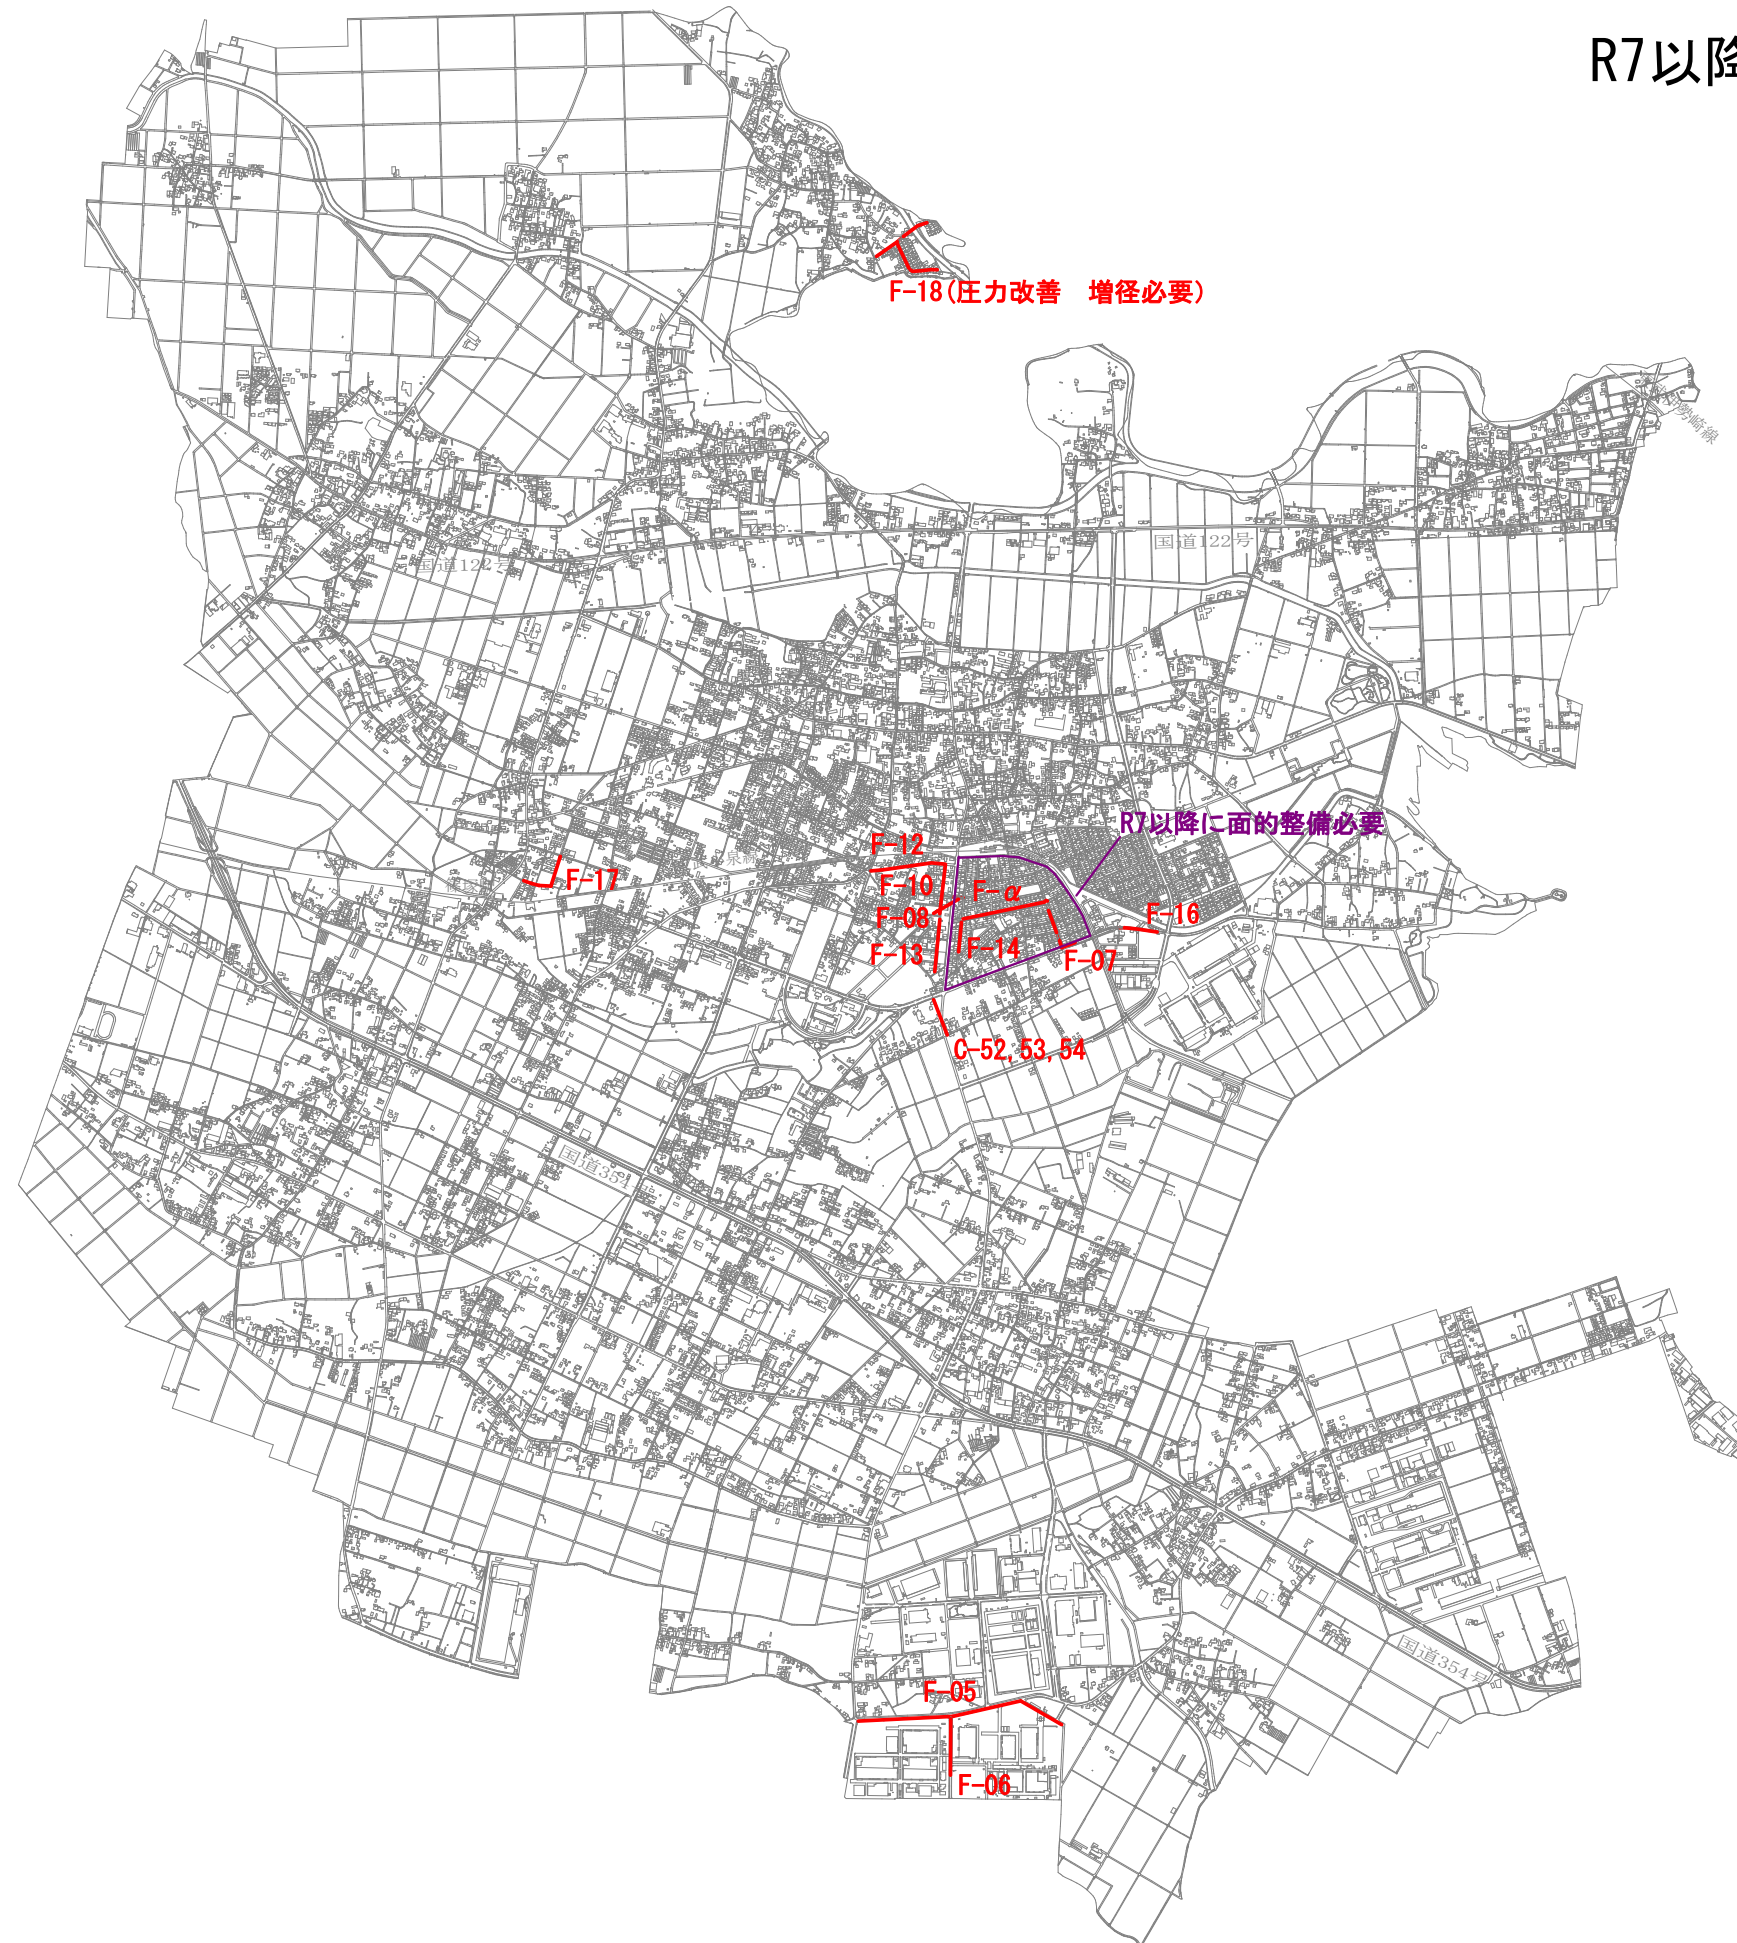 R7以降
F-18(圧力改善 増径必要)
国道122号
国道122号
R7以降に面的整備必要
F-12
F-17
F-10
F-α
F-08
F-16
F-14
F-13
F-07
C-52,53,54
国道354
国道354号
F-05
F-06